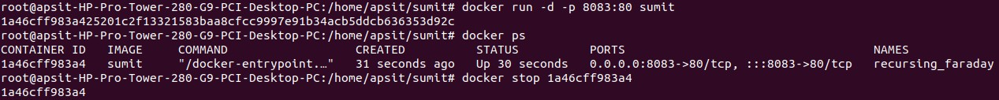 root@apsit-HP-Pro-Tower-280-G9-PCI-Desktop-PC:/home/apsit/sumit# docker run -d -p 8083:80 sumit
1a46cff983a425201c2f13321583baa8cfcc9997e91b34acb5ddcb636353d92c
root@apsit-HP-Pro-Tower-280-G9-PCI-Desktop-PC:/home/apsit/sumit# docker ps
CONTAINER ID   IMAGE     COMMAND                  CREATED          STATUS          PORTS                                   NAMES
1a46cff983a4   sumit     "/docker-entrypoint.…"   31 seconds ago   Up 30 seconds   0.0.0.0:8083->80/tcp, :::8083->80/tcp   recursing_faraday
root@apsit-HP-Pro-Tower-280-G9-PCI-Desktop-PC:/home/apsit/sumit# docker stop 1a46cff983a4
1a46cff983a4